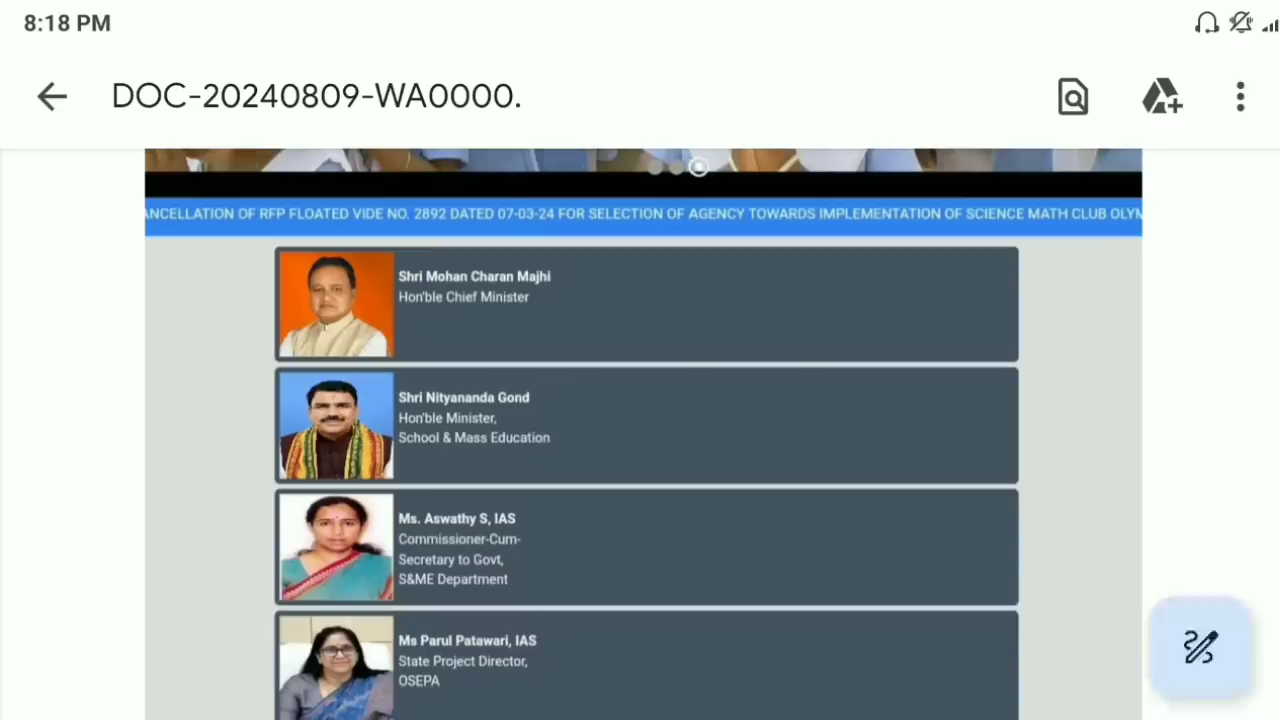 8:18 PM
DOC-20240809-WA0000.
ANCELLATION OF RFP FLOATED VIDE NO. 2892 DATED 07-03-24 FOR SELECTION OF AGENCY TOWARDS IMPLEMENTATION OF SCIENCE MATH CLUB OLYM
Shri Mohan Charan Majhi
Hon'ble Chief Minister
Shri Nityananda Gond
Hon'ble Minister,
School & Mass Education
Ms. Aswathy S, IAS
Commissioner-Cum-
Secretary to Govt,
S&ME Department
Ms Parul Patawari, IAS
State Project Director,
OSEPA